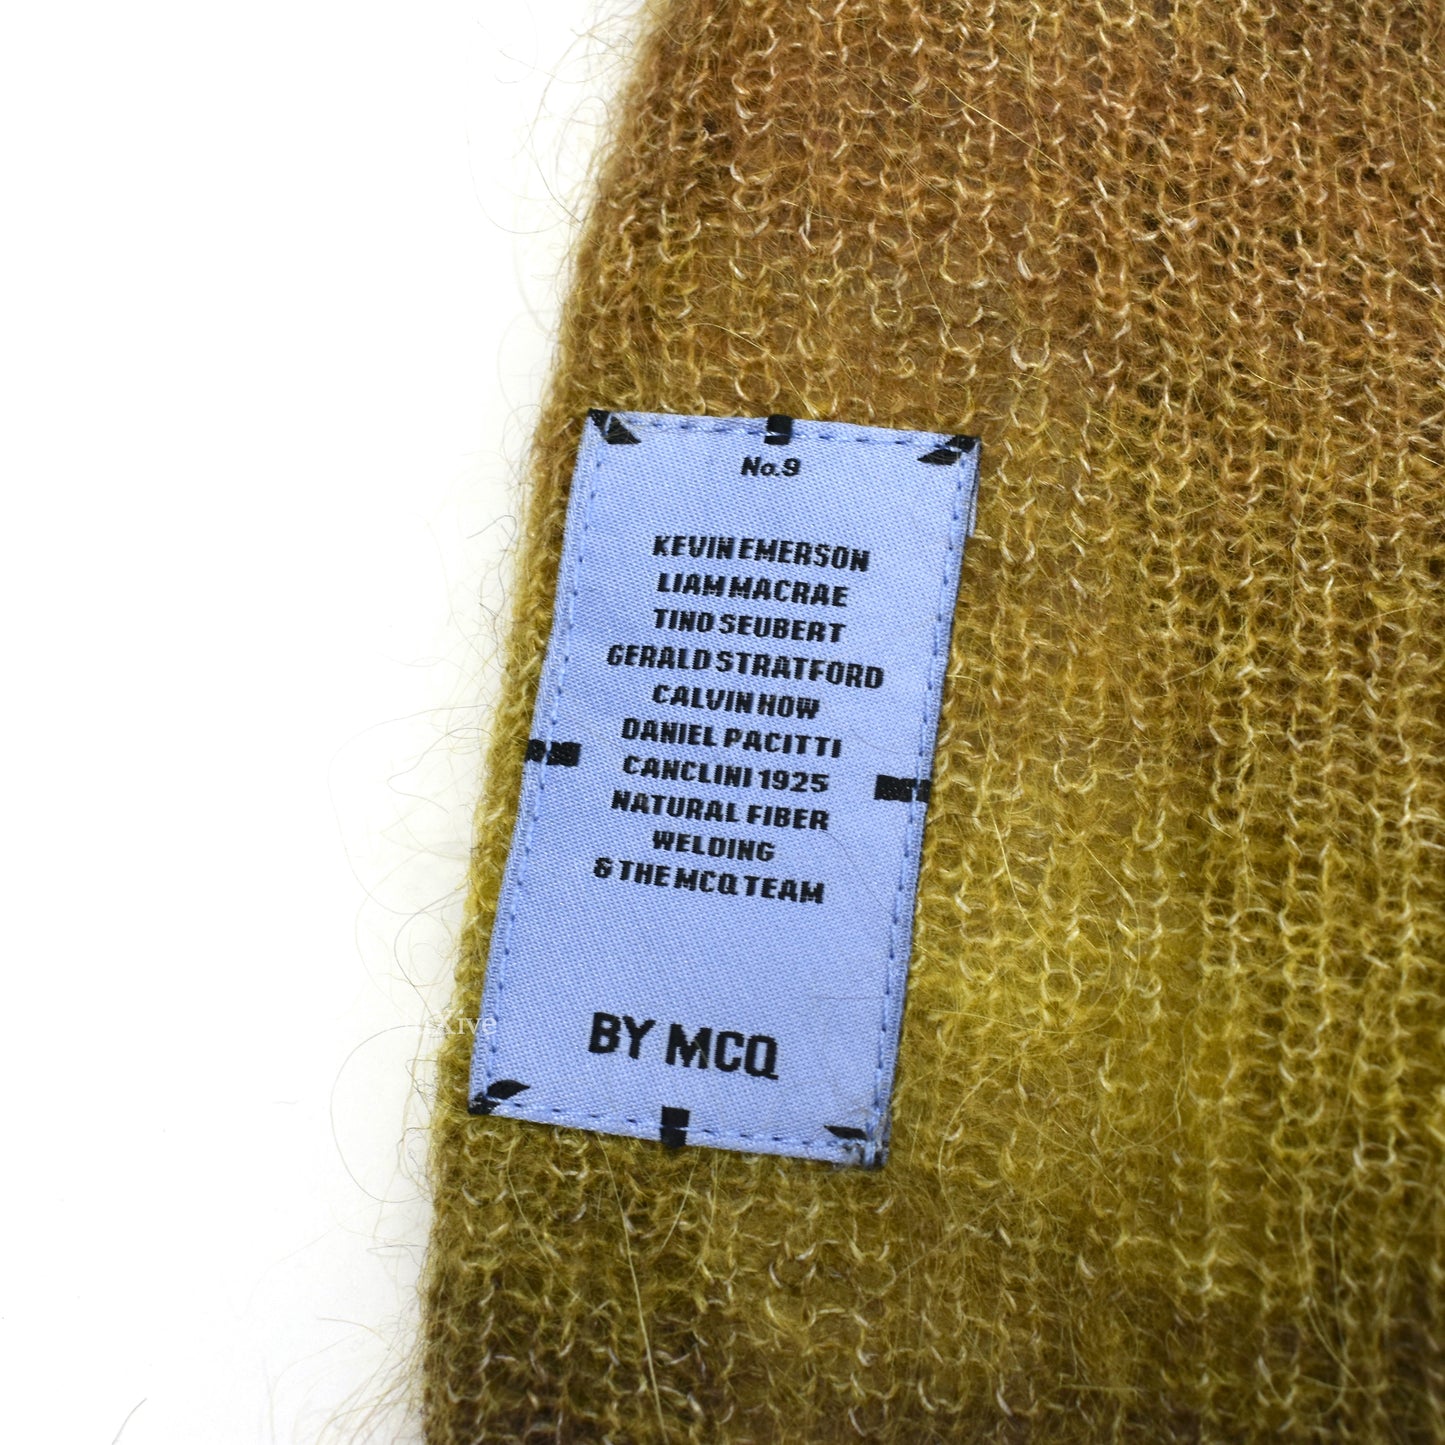 No.9
KEVIN EMERSON
LIAM MACRAE
TINO SEUBERT
GERALD STRATFORD
CALVIN HOW
DANIEL PACITTI
CANCLINI 1925
NATURAL FIBER
WELDING
& THE MCQ TEAM
Xive
BY MCQ